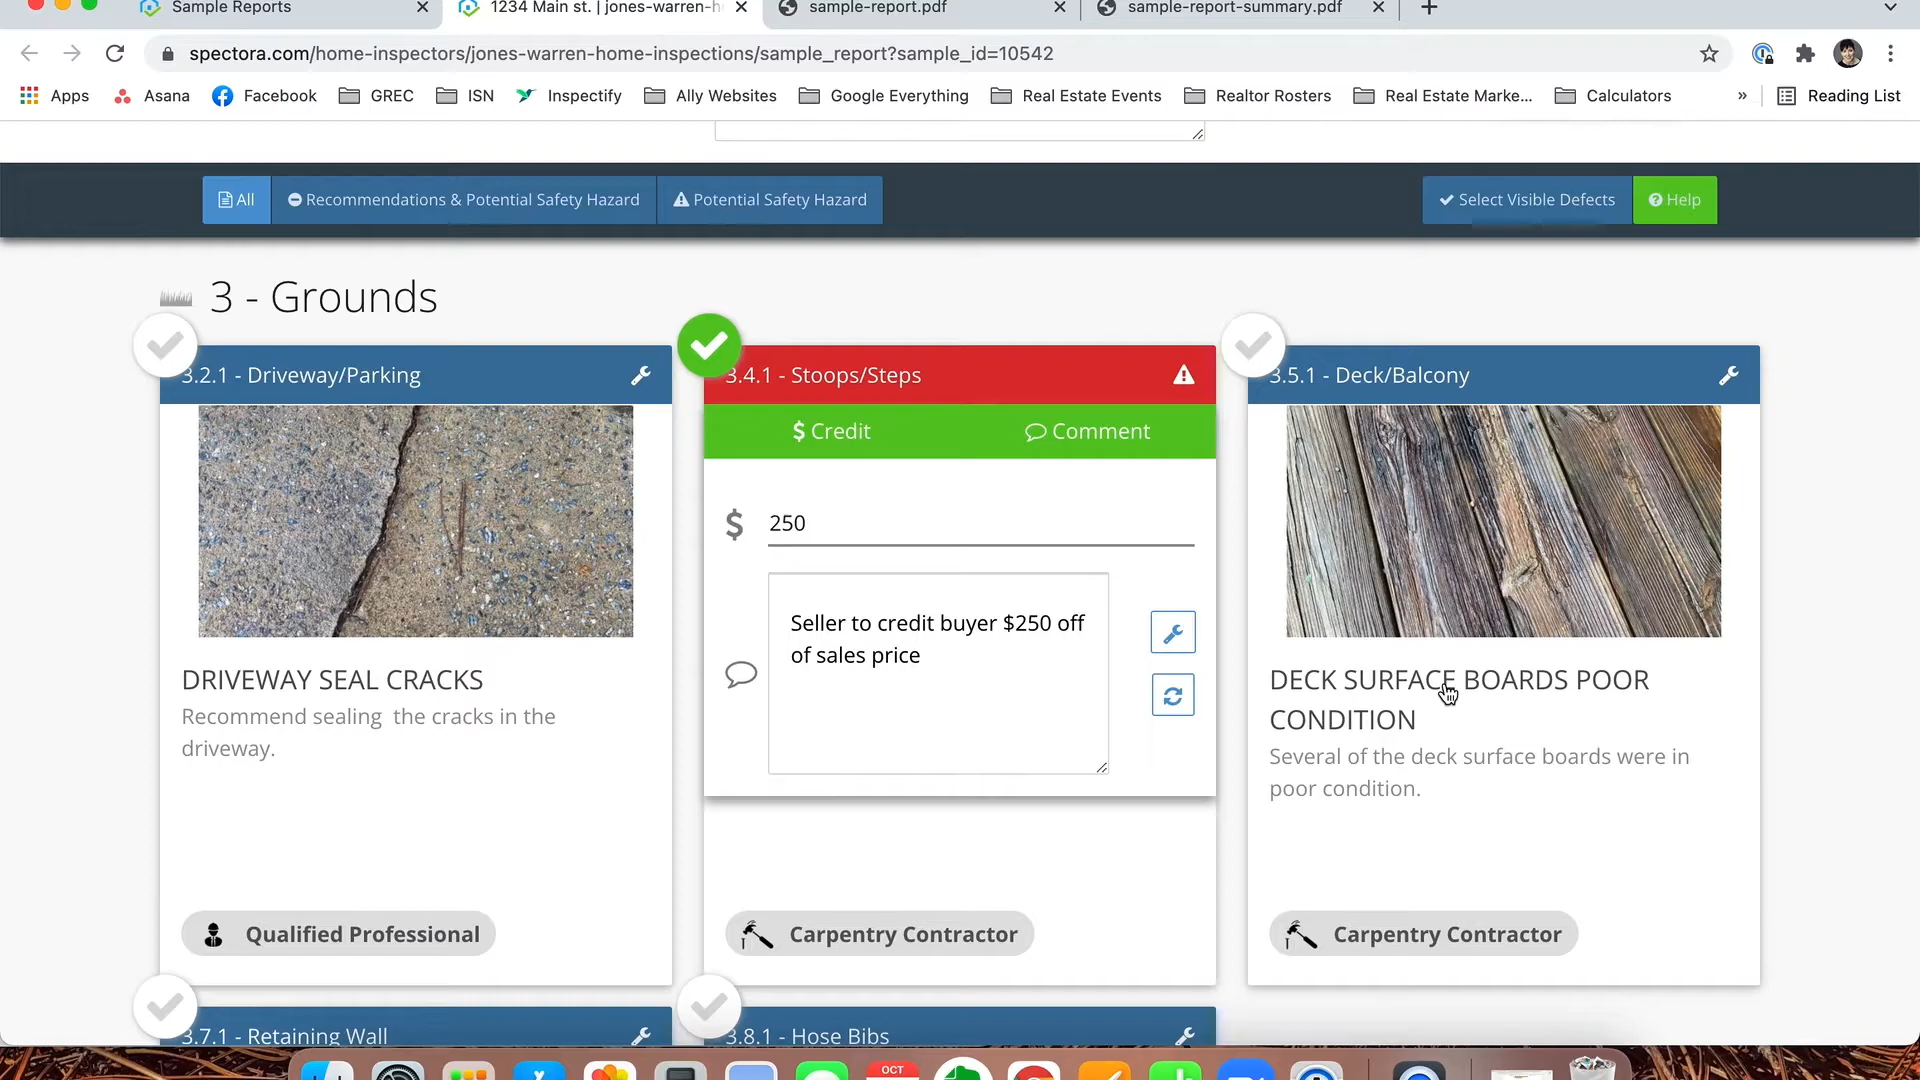 Sample Reports
1234 Main st. | jones-warren-h
sample-report.pdf
sample-report-summary.pdf
spectora.com/home-inspectors/jones-warren-home-inspections/sample_report?sample_id=10542
Apps
Asana
Facebook
GREC
ISN
Inspectify
Ally Websites
Google Everything
Real Estate Events
Realtor Rosters
Real Estate Marke...
Calculators
»
Reading List
All
Recommendations & Potential Safety Hazard
Potential Safety Hazard
Select Visible Defects
Help
3 - Grounds
3.2.1 - Driveway/Parking
DRIVEWAY SEAL CRACKS
Recommend sealing the cracks in the
driveway.
Qualified Professional
3.4.1 - Stoops/Steps
$ Credit
Comment
$ 250
Seller to credit buyer $250 off
of sales price
Carpentry Contractor
3.5.1 - Deck/Balcony
DECK SURFACE BOARDS POOR
CONDITION
Several of the deck surface boards were in
poor condition.
Carpentry Contractor
3.7.1 - Retaining Wall
3.8.1 - Hose Bibs
OCT